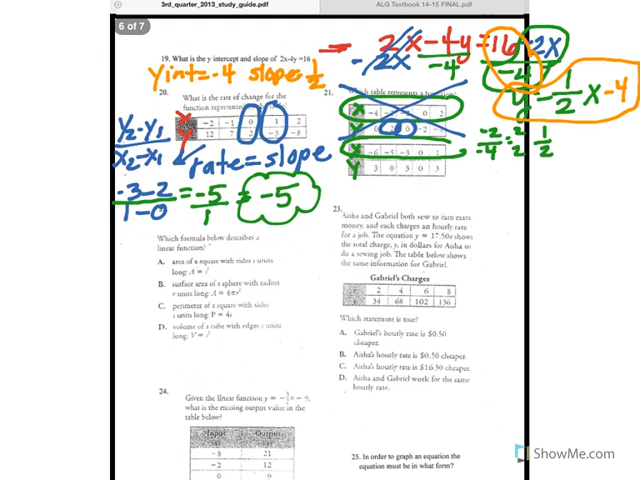 3rd_quarter_2013_study_guide.pdf
ALG Textbook 14-15 FINAL.pdf
6 of 7
19. What is the y intercept and slope of 2x-4y =16
yint=-4 slope=1/2
→ 2x-4y=16-2x
-2x -4 -4
y=1/2x-4
-2/-4 ÷ 2/2 1/2
20.
What is the rate of change for the
function represented
X -2 -1 0 1 2
12 7 2 -3 -8
y2-y1
x2-x1
rate=slope
-3-2/1-0 = -5/1 = -5
21.
Which table represents a function?
X -4 0 2
Y
X -6 -5 -3 0
Y 3 0 3 0 3
Which formula below describes a
linear function?
A. area of a square with sides s units
long: A = s²
B. surface area of a sphere with radius
r units long: A = 4πr²
C. perimeter of a square with sides
s units long: P = 4s
D. volume of a cube with edges e units
long: V = e³
23.
Aisha and Gabriel both sew to earn extra
money, and each charges an hourly rate
for a job. The equation y = 17.50x shows
the total charge, y, in dollars for Aisha to
do a sewing job. The table below shows
the same information for Gabriel.
Gabriel's Charges
x 2 4 6 8
y 34 68 102 136
Which statement is true?
A. Gabriel's hourly rate is $0.50
cheaper.
B. Aisha's hourly rate is $0.50 cheaper.
C. Aisha's hourly rate is $16.50 cheaper.
D. Aisha and Gabriel work for the same
hourly rate.
24.
Given the linear function y = x - 9,
what is the missing output value in the
table below?
Input Output
-8 21
-2 12
0 9
25. In order to graph an equation the
equation must be in what form?
ShowMe.com